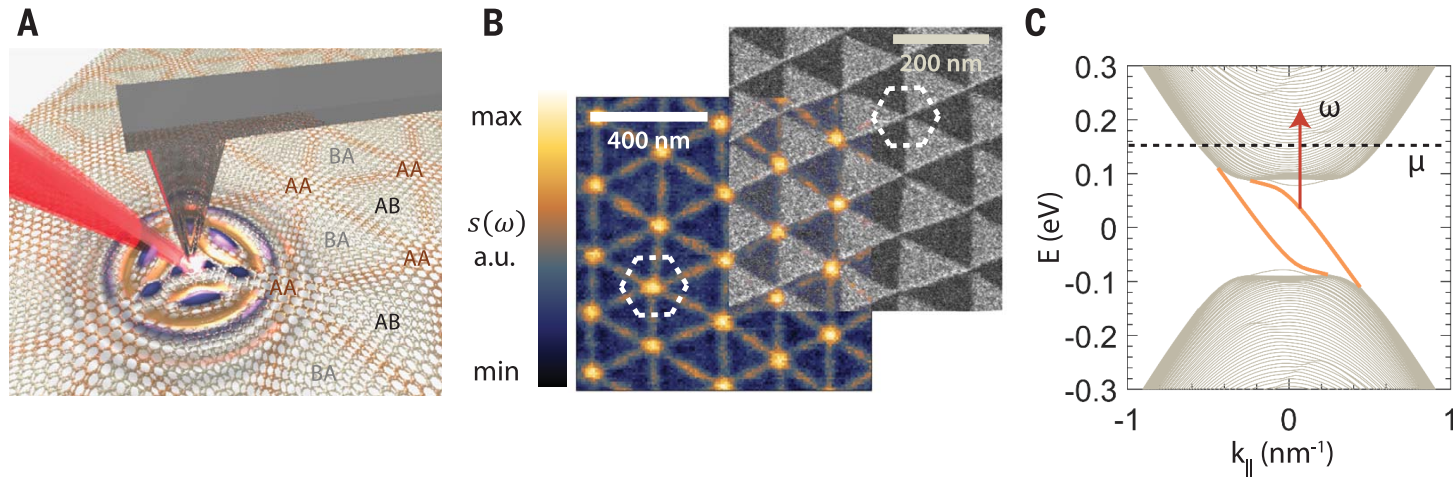 A
BA
AA
AA
AB
BA
AA
AA
AB
BA
B
max
s(ω)
a.u.
min
400 nm
200 nm
C
0.3
0.2
0.1
0
-0.1
-0.2
-0.3
E (eV)
ω
μ
-1
0
1
k|| (nm⁻¹)